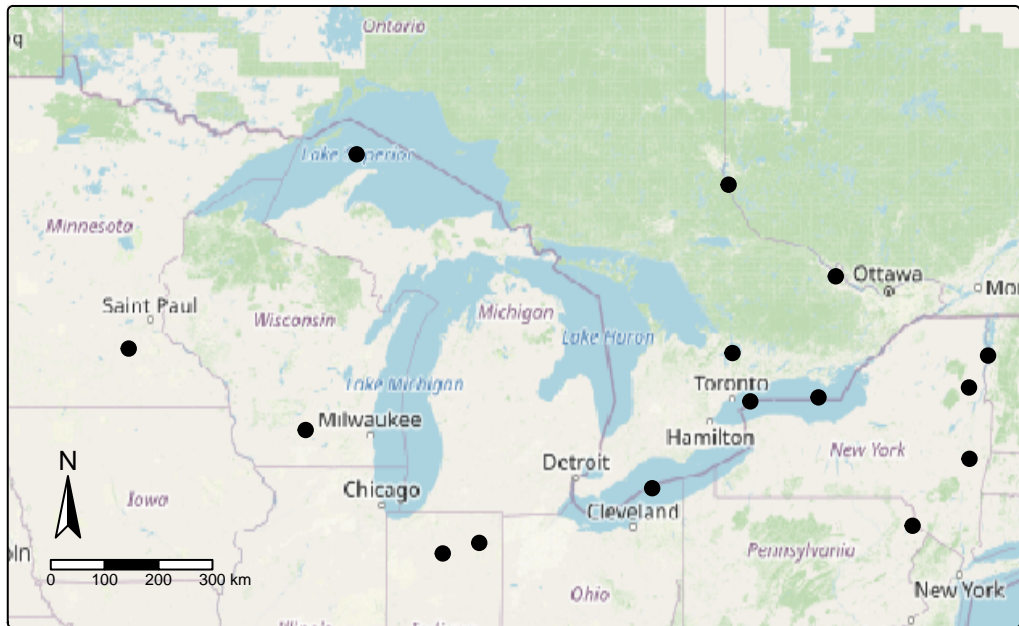 Ontario
Lake Superior
Minnesota
Ottawa
Saint Paul
Wisconsin
Michigan
Mo
Lake Huron
Lake Michigan
Toronto
Milwaukee
Hamilton
New York
N
Detroit
Iowa
Chicago
Cleveland
Pennsylvania
oln
0 100 200 300 km
Ohio
New York